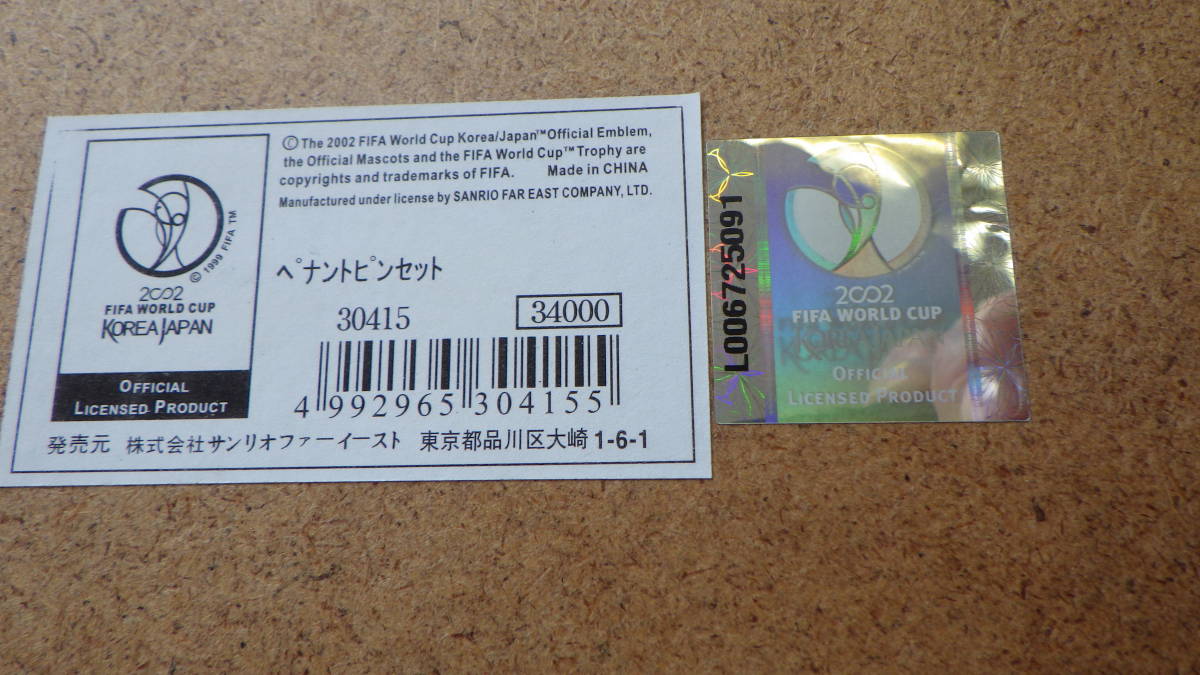 ©The 2002 FIFA World Cup Korea/Japan™Official Emblem,
the Official Mascots and the FIFA World Cup™Trophy are
copyrights and trademarks of FIFA. Made in CHINA
Manufactured under license by SANRIO FAR EAST COMPANY, LTD.
© 1999 FIFA TM
2002
FIFA WORLD CUP
KOREA JAPAN
OFFICIAL
LICENSED PRODUCT
ペナントピンセット
30415 34000
4 992965 304155
発売元 株式会社サンリオファーイースト 東京都品川区大崎1-6-1
L006725091
2002
FIFA WORLD CUP
KOREA JAPAN
OFFICIAL
LICENSED PRODUCT